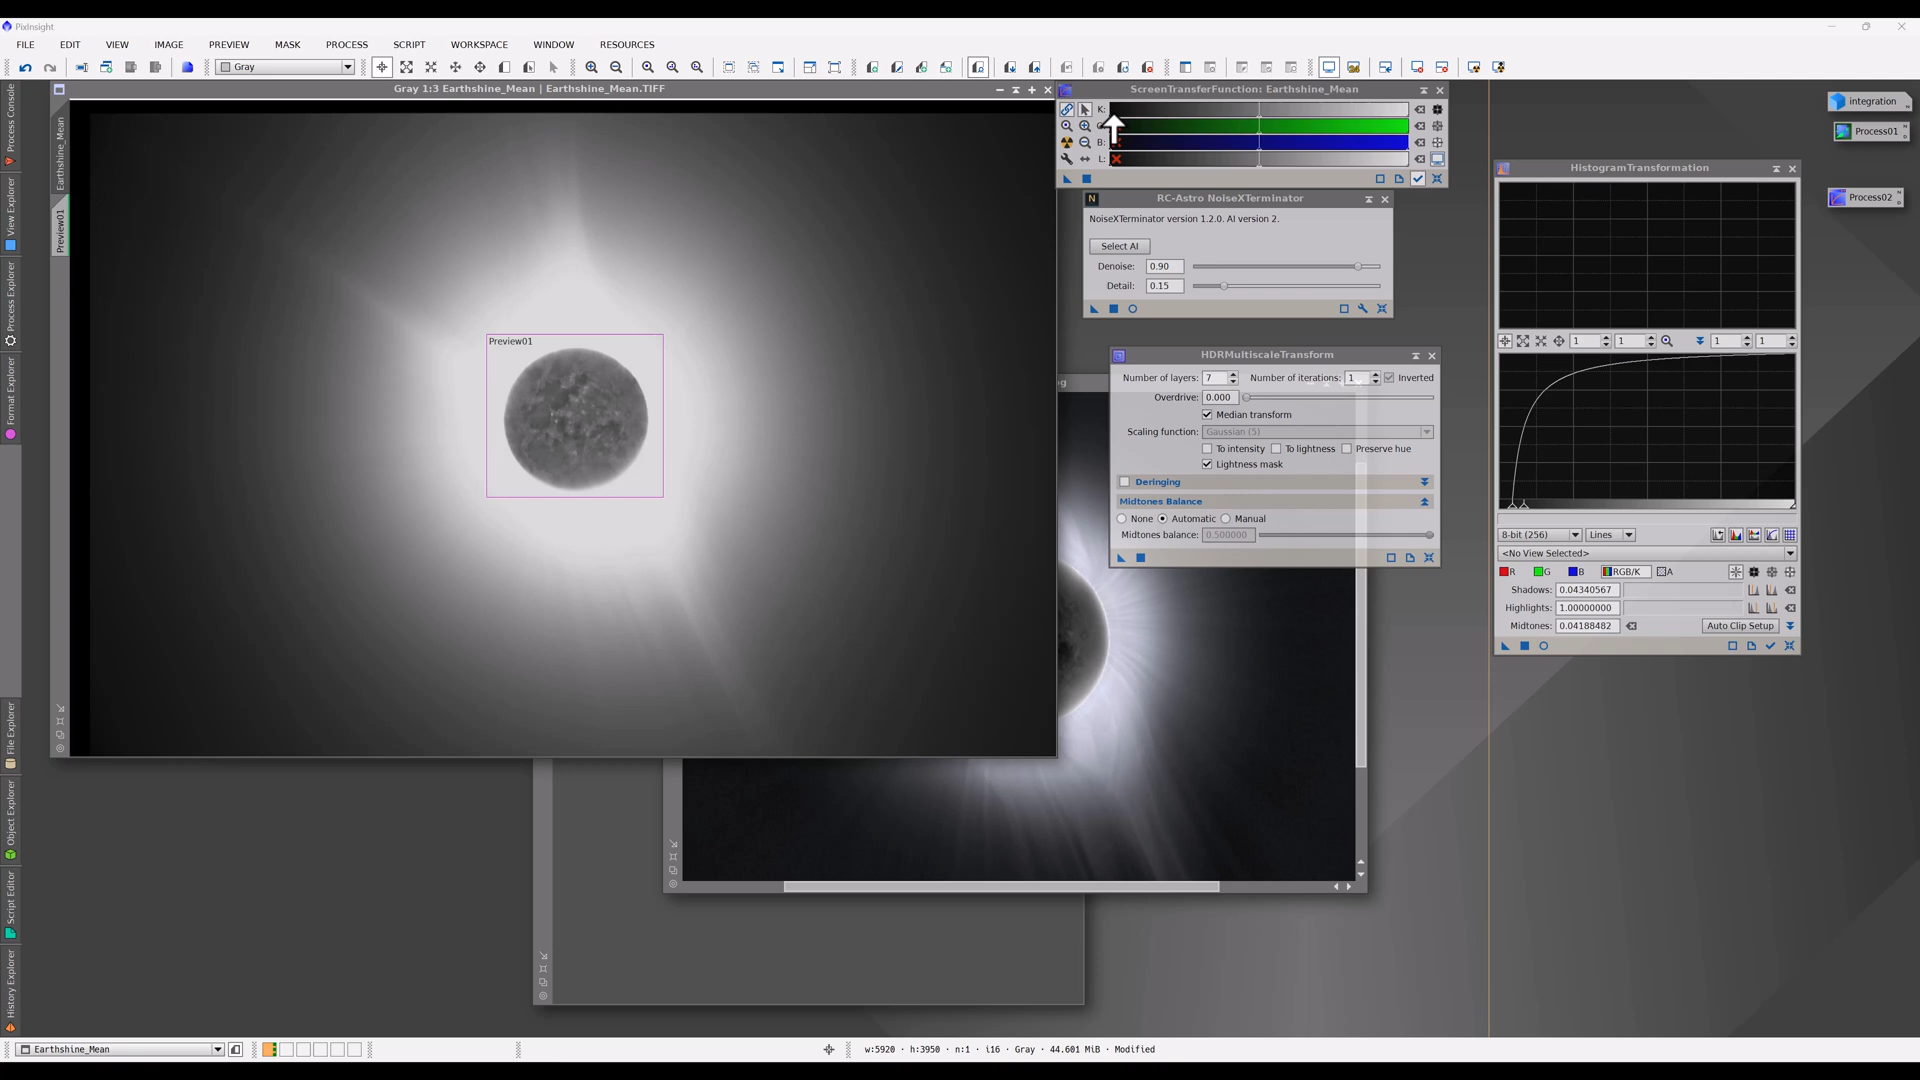 PixInsight
FILE EDIT VIEW IMAGE PREVIEW MASK PROCESS SCRIPT WORKSPACE WINDOW RESOURCES
Gray
Gray 1:3 Earthshine_Mean | Earthshine_Mean.TIFF
Process Console
View Explorer
Process Explorer
Format Explorer
File Explorer
Object Explorer
Script Editor
History Explorer
Earthshine_Mean
Preview01
Preview01
ScreenTransferFunction: Earthshine_Mean
K:
B:
L:
RC-Astro NoiseXTerminator
NoiseXTerminator version 1.2.0. AI version 2.
Select AI
Denoise: 0.90
Detail: 0.15
HDRMultiscaleTransform
Number of layers: 7 Number of iterations: 1 Inverted
Overdrive: 0.000
Median transform
Scaling function: Gaussian (5)
To intensity To lightness Preserve hue
Lightness mask
Deringing
Midtones Balance
None Automatic Manual
Midtones balance: 0.500000
HistogramTransformation
1 1 1 1
8-bit (256) Lines
<No View Selected>
R G B RGB/K A
Shadows: 0.04340567
Highlights: 1.00000000
Midtones: 0.04188482 Auto Clip Setup
integration
Process01
Process02
Earthshine_Mean
w:5920 · h:3950 · n:1 · i16 · Gray · 44.601 MiB · Modified